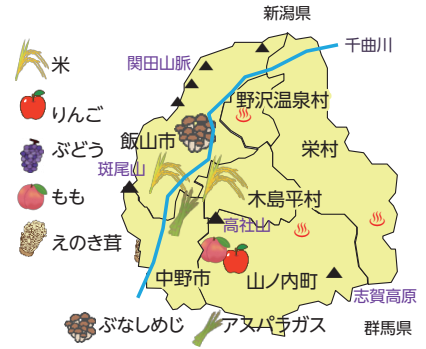 新潟県
千曲川
関田山脈
米
野沢温泉村
りんご
飯山市
栄村
ぶどう
斑尾山
もも
木島平村
高社山
えのき茸
中野市
山ノ内町
志賀高原
ぶなしめじ
アスパラガス
群馬県